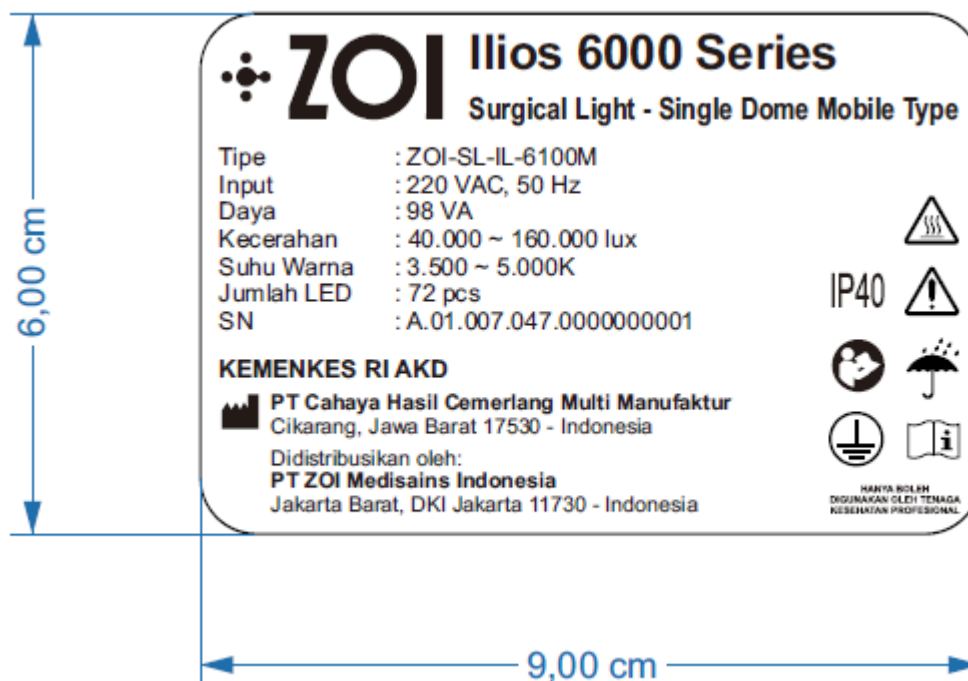 ZOI
Ilios 6000 Series
Surgical Light - Single Dome Mobile Type
Tipe : ZOI-SL-IL-6100M
Input : 220 VAC, 50 Hz
Daya : 98 VA
Kecerahan : 40.000 ~ 160.000 lux
Suhu Warna : 3.500 ~ 5.000K
Jumlah LED : 72 pcs
SN : A.01.007.047.0000000001
IP40
KEMENKES RI AKD
PT Cahaya Hasil Cemerlang Multi Manufaktur
Cikarang, Jawa Barat 17530 - Indonesia
Didistribusikan oleh:
PT ZOI Medisains Indonesia
Jakarta Barat, DKI Jakarta 11730 - Indonesia
HANYA BOLEH
DIGUNAKAN OLEH TENAGA
KESEHATAN PROFESIONAL
6,00 cm
9,00 cm